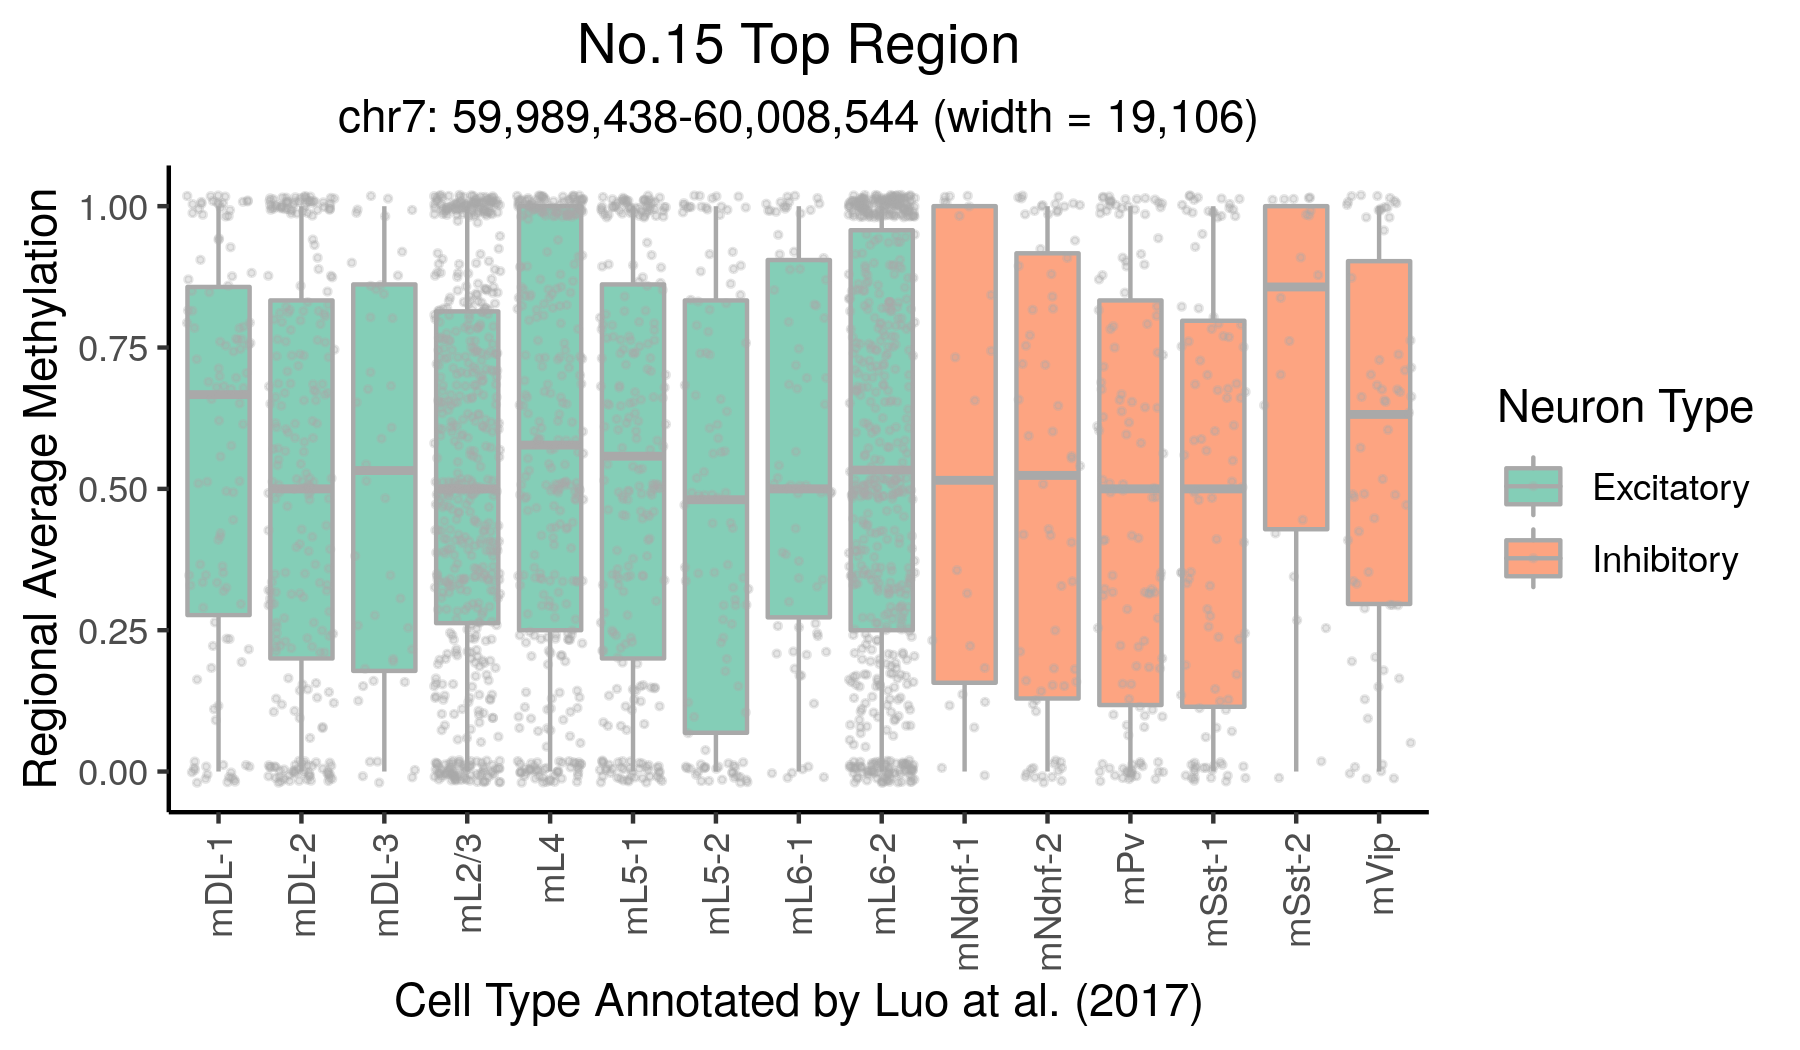 No.15 Top Region
chr7: 59,989,438-60,008,544 (width = 19,106)
Regional Average Methylation
1.00
0.75
0.50
0.25
0.00
mDL-1
mDL-2
mDL-3
mL2/3
mL4
mL5-1
mL5-2
mL6-1
mL6-2
mNdnf-1
mNdnf-2
mPv
mSst-1
mSst-2
mVip
Cell Type Annotated by Luo at al. (2017)
Neuron Type
Excitatory
Inhibitory